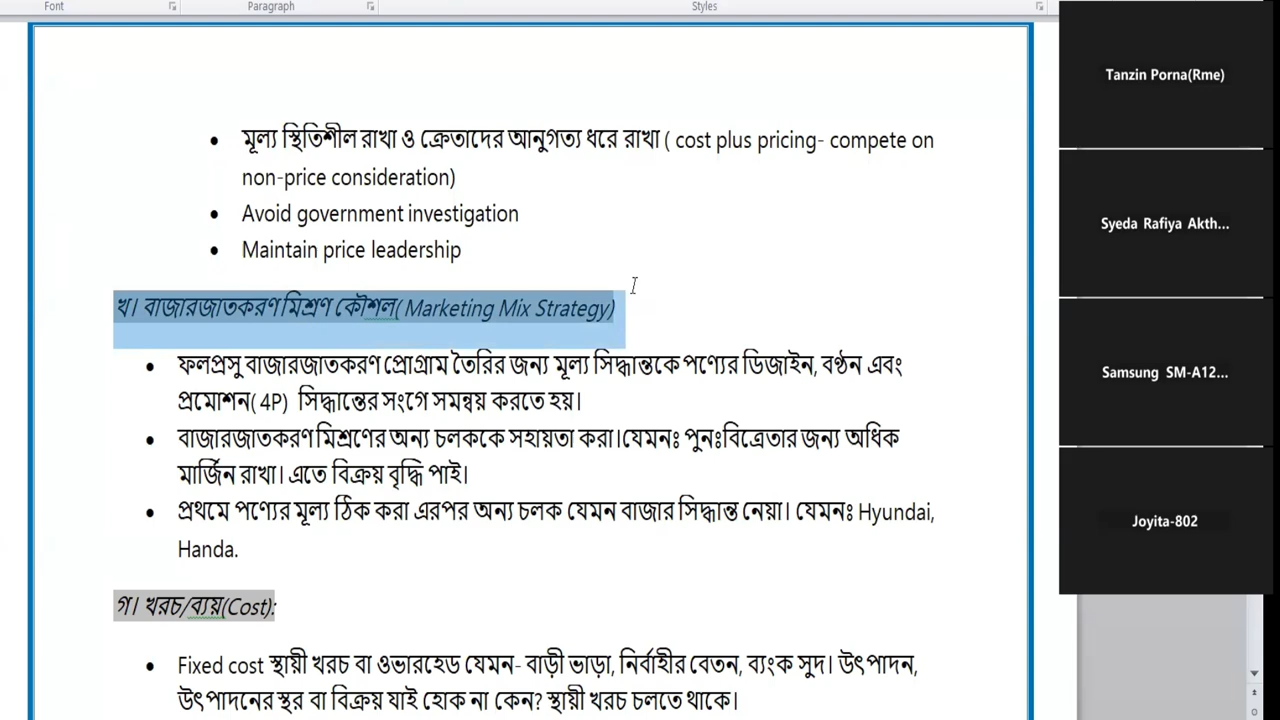 Font
Paragraph
Styles
• মূল্য স্থিতিশীল রাখা ও ক্রেতাদের আনুগত্য ধরে রাখা ( cost plus pricing- compete on
non-price consideration)
• Avoid government investigation
• Maintain price leadership
খ। বাজারজাতকরণ মিশ্রণ কৌশল( Marketing Mix Strategy)
• ফলপ্রসু বাজারজাতকরণ প্রোগ্রাম তৈরির জন্য মূল্য সিদ্ধান্তকে পণ্যের ডিজাইন, বণ্ঠন এবং
প্রমোশন( 4P) সিদ্ধান্তের সংগে সমন্বয় করতে হয়।
• বাজারজাতকরণ মিশ্রণের অন্য চলককে সহায়তা করা।যেমনঃ পুনঃবিত্রেতার জন্য অধিক
মার্জিন রাখা। এতে বিক্রয় বৃদ্ধি পাই।
• প্রথমে পণ্যের মূল্য ঠিক করা এরপর অন্য চলক যেমন বাজার সিদ্ধান্ত নেয়া। যেমনঃ Hyundai,
Handa.
গ। খরচ/ব্যয়(Cost):
• Fixed cost স্থায়ী খরচ বা ওভারহেড যেমন- বাড়ী ভাড়া, নির্বাহীর বেতন, ব্যংক সুদ। উৎপাদন,
উৎপাদনের স্থর বা বিক্রয় যাই হোক না কেন? স্থায়ী খরচ চলতে থাকে।
Tanzin Porna(Rme)
Syeda Rafiya Akth...
Samsung SM-A12...
Joyita-802